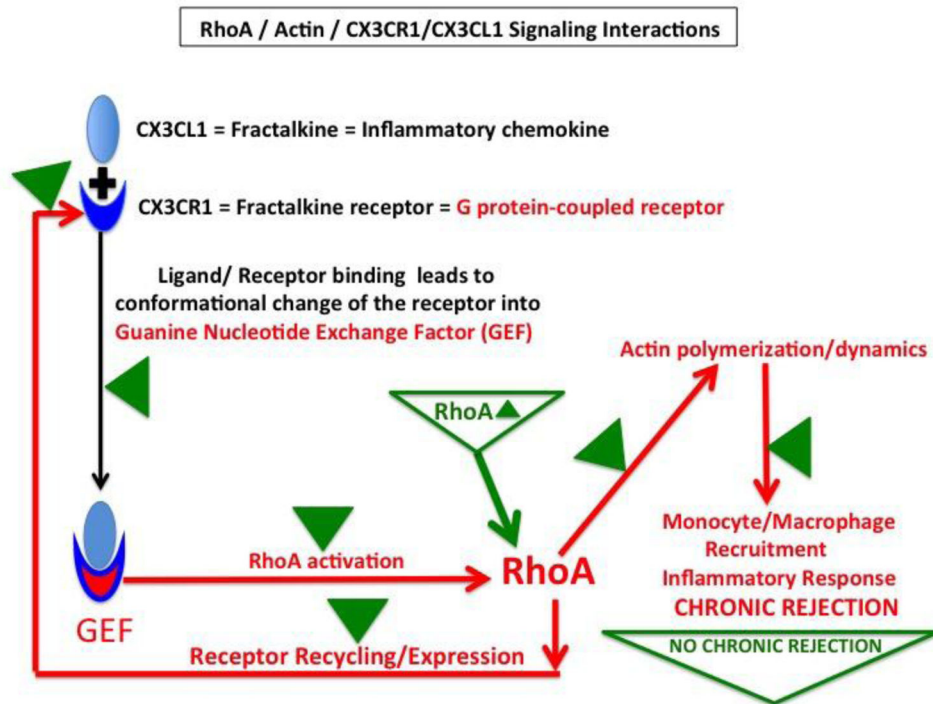 RhoA / Actin / CX3CR1/CX3CL1 Signaling Interactions
CX3CL1 = Fractalkine = Inflammatory chemokine
CX3CR1 = Fractalkine receptor = G protein-coupled receptor
Ligand/ Receptor binding leads to
conformational change of the receptor into
Guanine Nucleotide Exchange Factor (GEF)
Actin polymerization/dynamics
RhoA
Monocyte/Macrophage
Recruitment
Inflammatory Response
CHRONIC REJECTION
NO CHRONIC REJECTION
RhoA activation
RhoA
GEF
Receptor Recycling/Expression